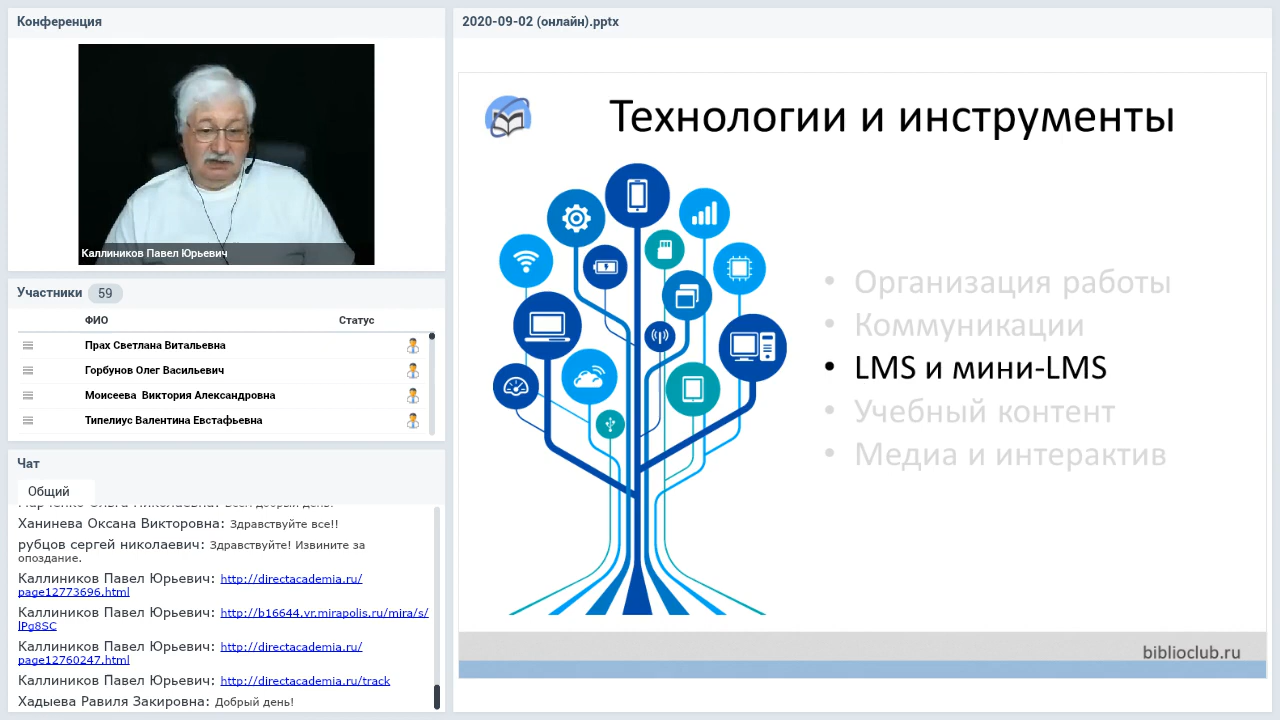 Конференция
Каллиников Павел Юрьевич
Участники 59
ФИО Статус
Прах Светлана Витальевна
Горбунов Олег Васильевич
Моисеева Виктория Александровна
Типелиус Валентина Евстафьевна
Чат
Общий
Ханинева Оксана Викторовна: Здравствуйте все!!
рубцов сергей николаевич: Здравствуйте! Извините за
опоздание.
Каллиников Павел Юрьевич: http://directacademia.ru/
page12773696.html
Каллиников Павел Юрьевич: http://b16644.vr.mirapolis.ru/mira/s/
lPg8SC
Каллиников Павел Юрьевич: http://directacademia.ru/
page12760247.html
Каллиников Павел Юрьевич: http://directacademia.ru/track
Хадыева Равиля Закировна: Добрый день!
2020-09-02 (онлайн).pptx
Технологии и инструменты
• Организация работы
• Коммуникации
• LMS и мини-LMS
• Учебный контент
• Медиа и интерактив
biblioclub.ru